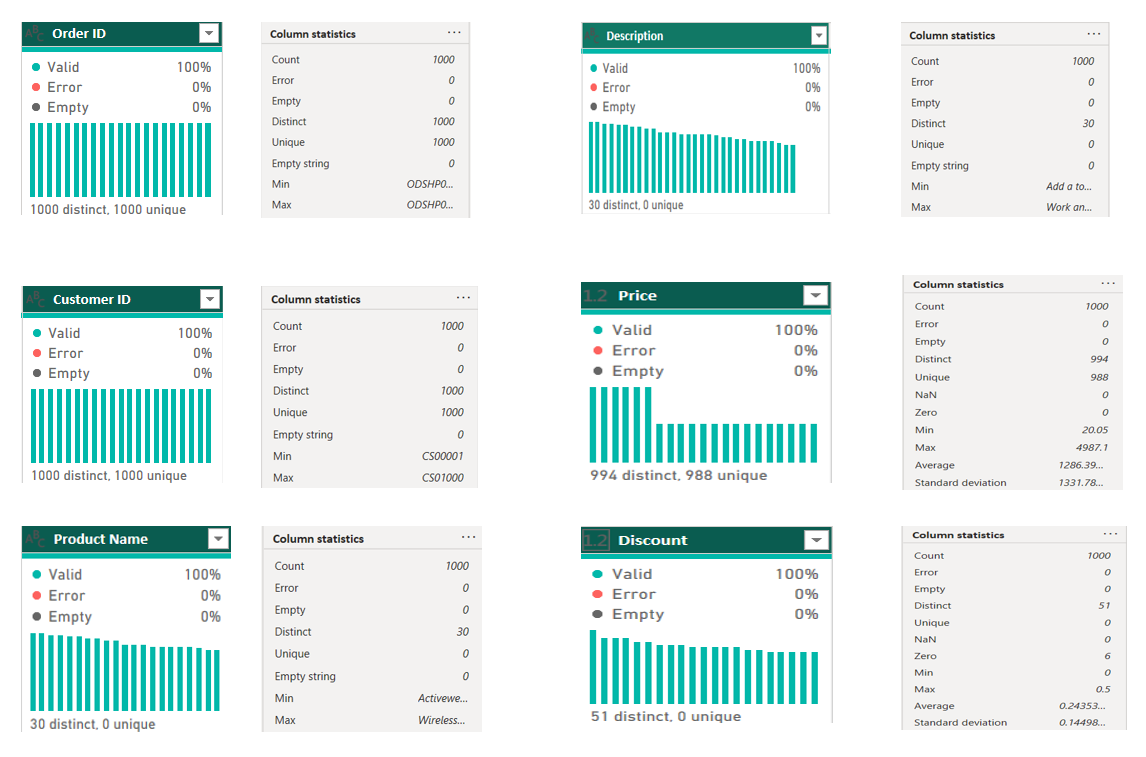 Order ID
Valid 100%
Error 0%
Empty 0%
1000 distinct, 1000 unique
Column statistics ...
Count 1000
Error 0
Empty 0
Distinct 1000
Unique 1000
Empty string 0
Min ODSHP0...
Max ODSHP0...
Description
Valid 100%
Error 0%
Empty 0%
30 distinct, 0 unique
Column statistics ...
Count 1000
Error 0
Empty 0
Distinct 30
Unique 0
Empty string 0
Min Add a to...
Max Work an...
ABC Customer ID
Valid 100%
Error 0%
Empty 0%
1000 distinct, 1000 unique
Column statistics ...
Count 1000
Error 0
Empty 0
Distinct 1000
Unique 1000
Empty string 0
Min CS00001
Max CS01000
1.2 Price
Valid 100%
Error 0%
Empty 0%
994 distinct, 988 unique
Column statistics ...
Count 1000
Error 0
Empty 0
Distinct 994
Unique 988
NaN 0
Zero 0
Min 20.05
Max 4987.1
Average 1286.39...
Standard deviation 1331.78...
ABC Product Name
Valid 100%
Error 0%
Empty 0%
30 distinct, 0 unique
Column statistics ...
Count 1000
Error 0
Empty 0
Distinct 30
Unique 0
Empty string 0
Min Activewe...
Max Wireless...
1.2 Discount
Valid 100%
Error 0%
Empty 0%
51 distinct, 0 unique
Column statistics ...
Count 1000
Error 0
Empty 0
Distinct 51
Unique 0
NaN 0
Zero 6
Min 0
Max 0.5
Average 0.24353...
Standard deviation 0.14498...